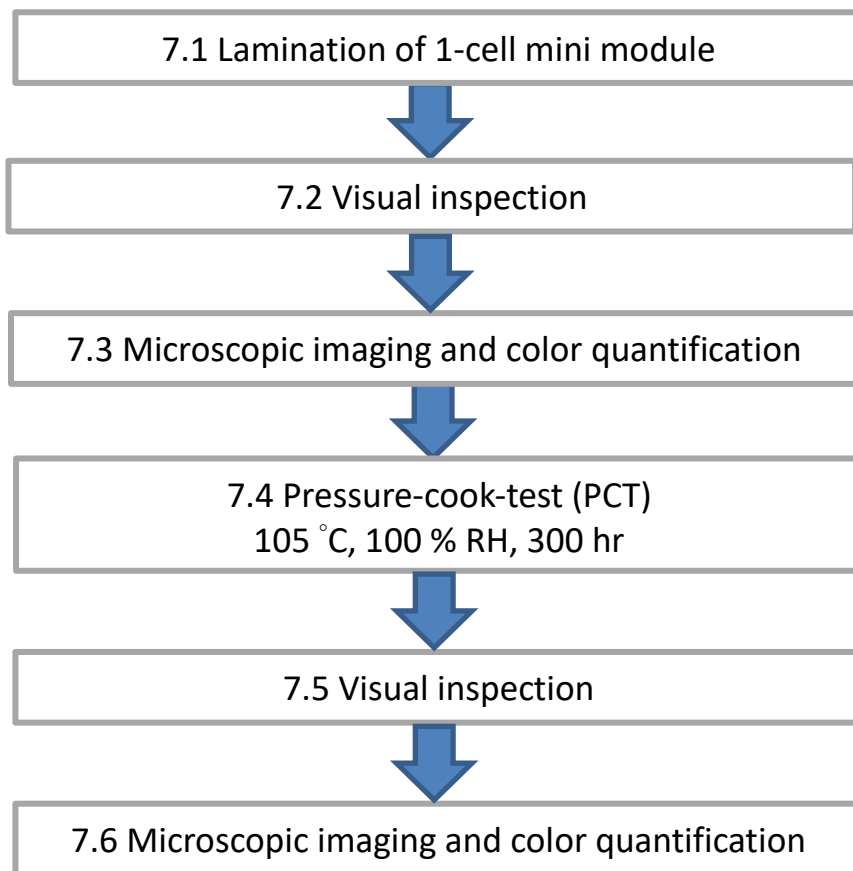 7.1 Lamination of 1-cell mini module
7.2 Visual inspection
7.3 Microscopic imaging and color quantification
7.4 Pressure-cook-test (PCT)
105 °C, 100 % RH, 300 hr
7.5 Visual inspection
7.6 Microscopic imaging and color quantification